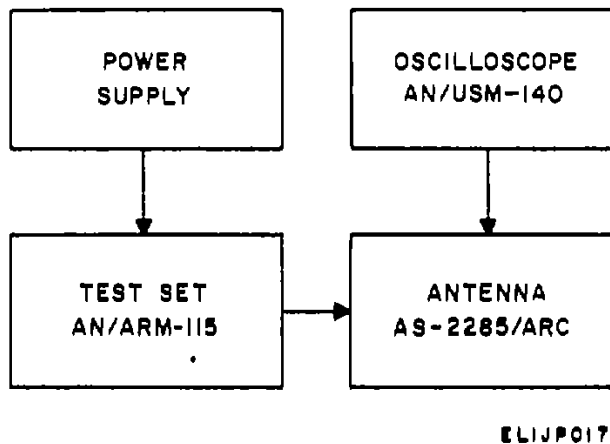 POWER
SUPPLY
OSCILLOSCOPE
AN/USM-140
TEST SET
AN/ARM-115
ANTENNA
AS-2285/ARC
ELIJP017